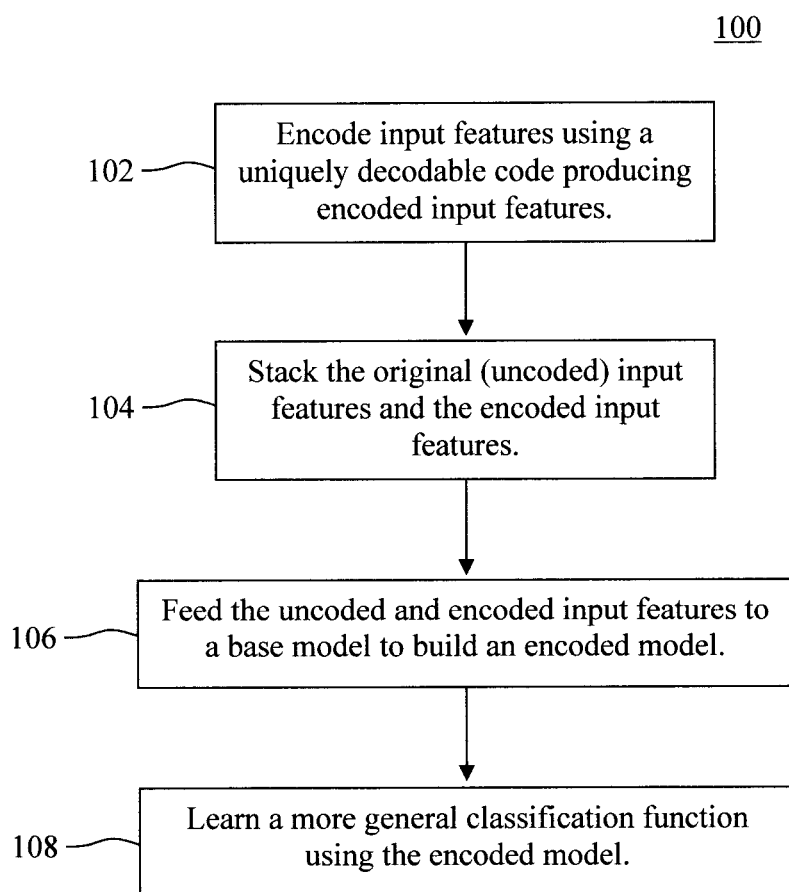 100
102
Encode input features using a
uniquely decodable code producing
encoded input features.
104
Stack the original (uncoded) input
features and the encoded input
features.
106
Feed the uncoded and encoded input features to
a base model to build an encoded model.
108
Learn a more general classification function
using the encoded model.